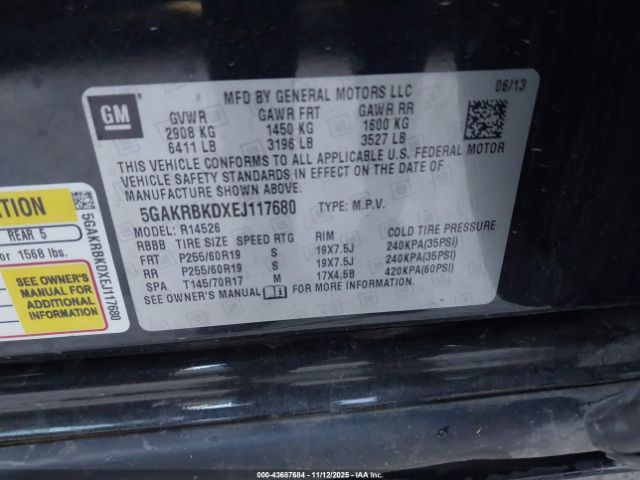 GM
MFD BY GENERAL MOTORS LLC
06/13
GVWR GAWR FRT GAWR RR
2908 KG 1450 KG 1600 KG
6411 LB 3196 LB 3527 LB
THIS VEHICLE CONFORMS TO ALL APPLICABLE U.S. FEDERAL MOTOR
VEHICLE SAFETY STANDARDS IN EFFECT ON THE DATE OF
MANUFACTURE SHOWN ABOVE.
5GAKRBKDXEJ117680 TYPE: M.P.V.
MODEL: R14526
RBBB TIRE SIZE SPEED RTG RIM COLD TIRE PRESSURE
FRT P255/60R19 S 19X7.5J 240KPA(35PSI)
RR P255/60R19 S 19X7.5J 240KPA(35PSI)
SPA T145/70R17 M 17X4.5B 420KPA(60PSI)
SEE OWNER'S MANUAL FOR MORE INFORMATION.
ATION
REAR 5
or 1568 lbs.
SEE OWNER'S
MANUAL FOR
ADDITIONAL
INFORMATION
5GAKRBKDXEJ117680
000-43687684 - 11/12/2025 - IAAI.COM